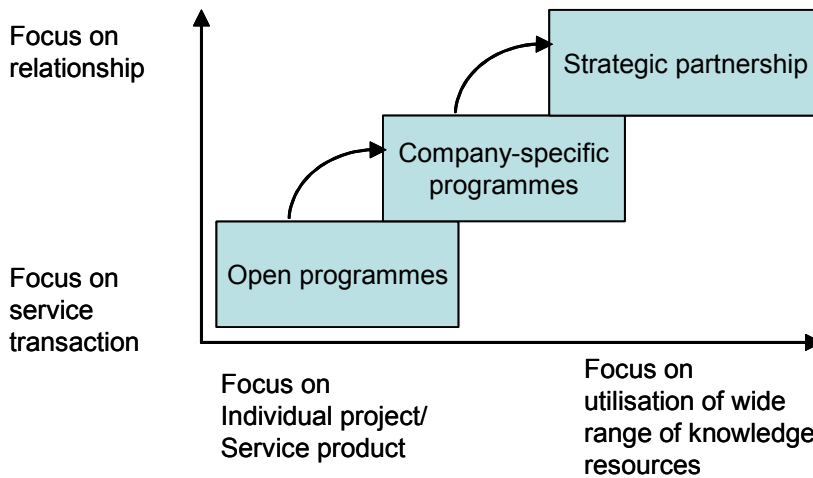 Focus on
relationship
Strategic partnership
Company-specific
programmes
Open programmes
Focus on
service
transaction
Focus on
Individual project/
Service product
Focus on
utilisation of wide
range of knowledge
resources